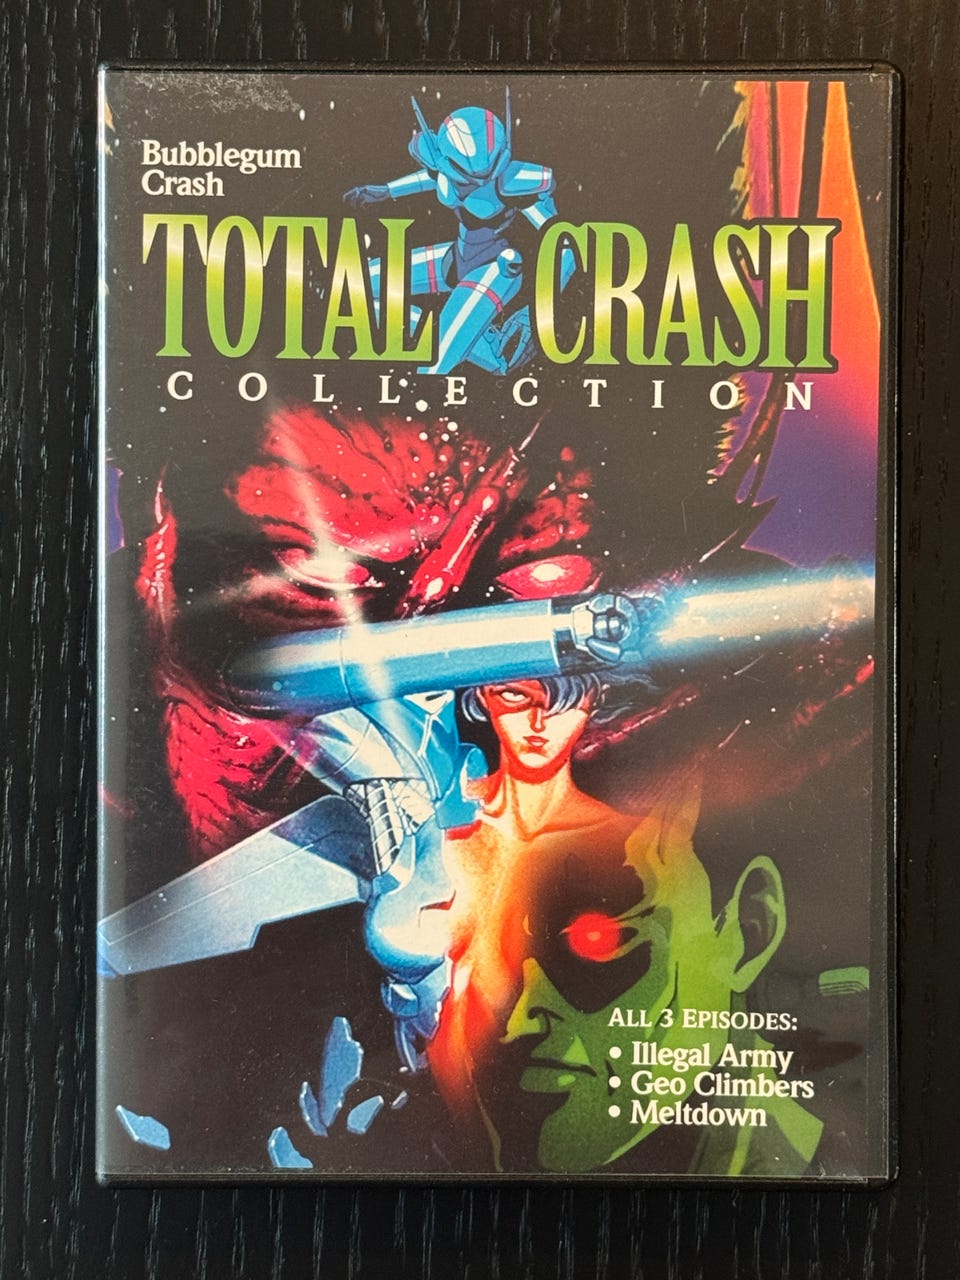 Bubblegum
Crash
TOTAL CRASH
COLLECTION
ALL 3 EPISODES:
• Illegal Army
• Geo Climbers
• Meltdown